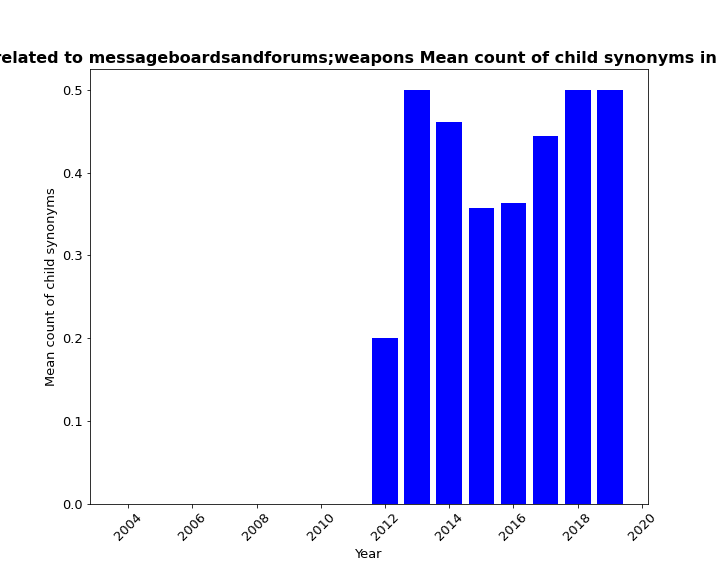 related to messageboardsandforums;weapons Mean count of child synonyms in
Mean count of child synonyms
0.5
0.4
0.3
0.2
0.1
0.0
2004 2006 2008 2010 2012 2014 2016 2018 2020
Year